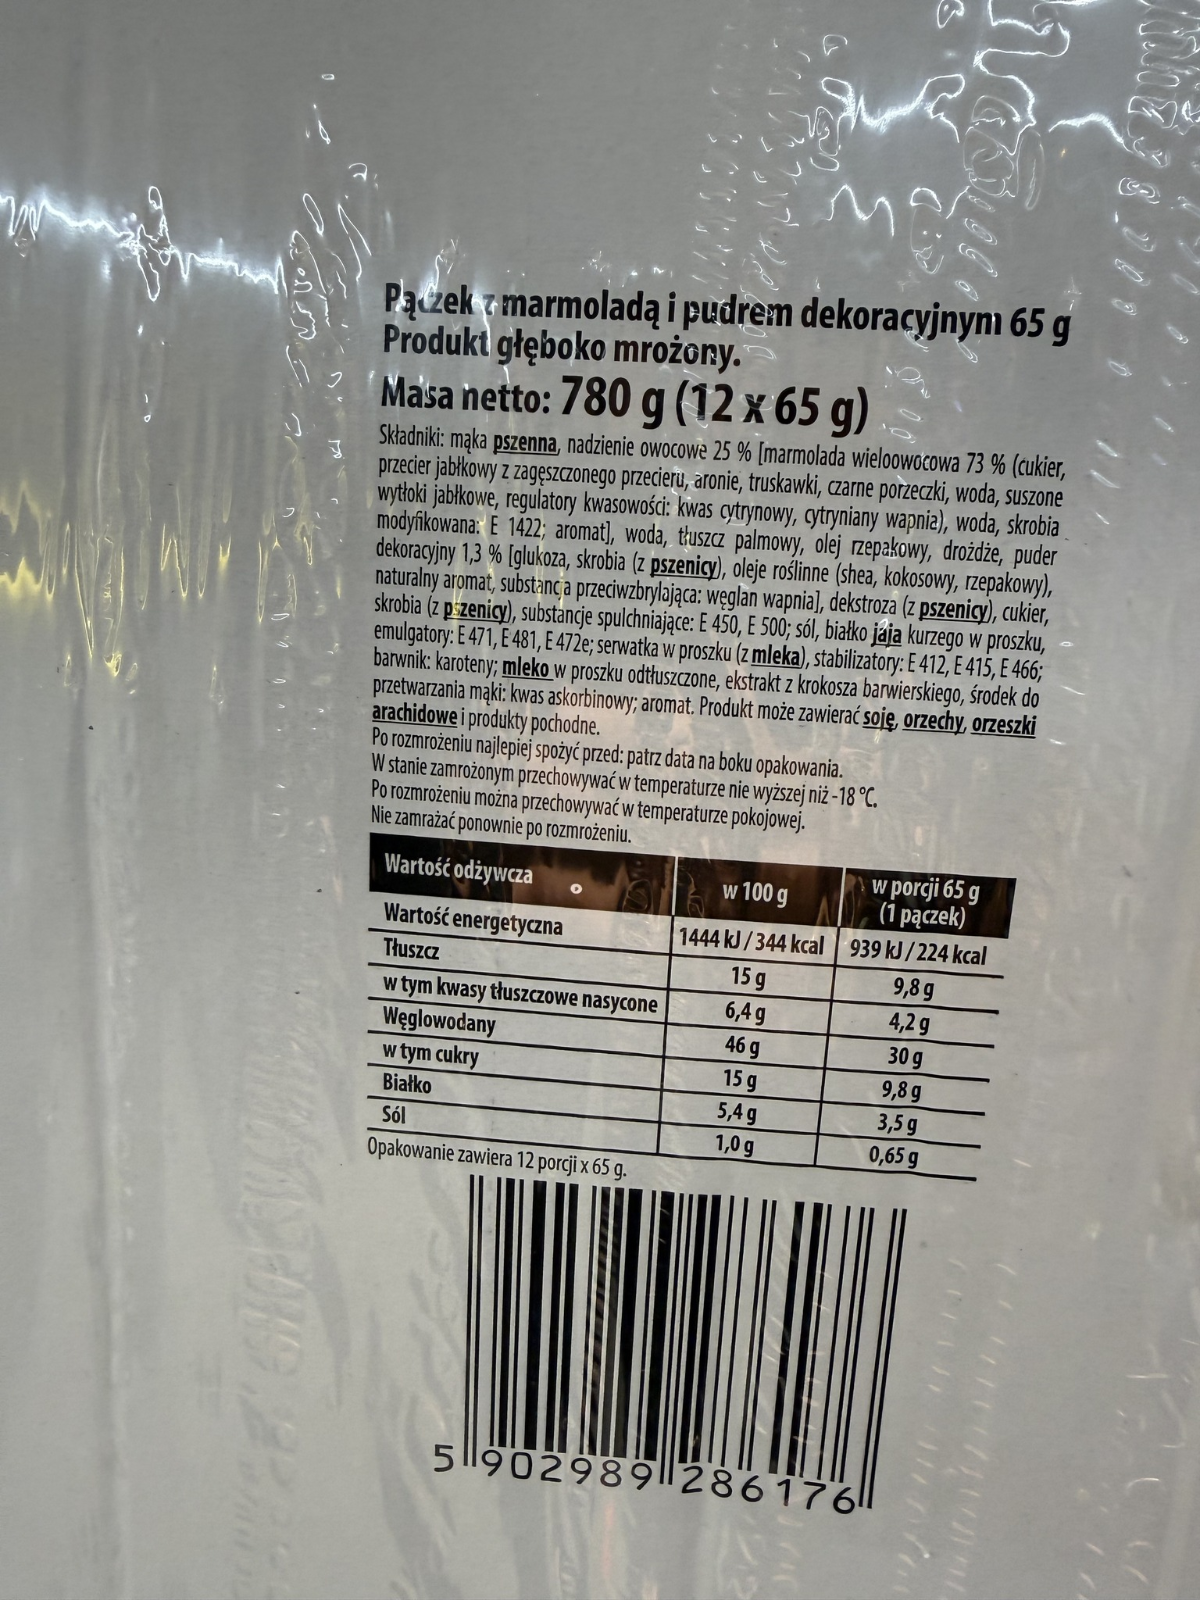 Pączek z marmoladą i pudrem dekoracyjnym 65 g
Produkt głęboko mrożony.
Masa netto: 780 g (12 x 65 g)
Składniki: mąka pszenna, nadzienie owocowe 25 % [marmolada wieloowocowa 73 % (cukier,
przecier jabłkowy z zagęszczonego przecieru, aronie, truskawki, czarne porzeczki, woda, suszone
wytłoki jabłkowe, regulatory kwasowości: kwas cytrynowy, cytryniany wapnia), woda, skrobia
modyfikowana: E 1422; aromat], woda, tłuszcz palmowy, olej rzepakowy, drożdże, puder
dekoracyjny 1,3 % [glukoza, skrobia (z pszenicy), oleje roślinne (shea, kokosowy, rzepakowy),
naturalny aromat, substancja przeciwzbrylająca: węglan wapnia], dekstroza (z pszenicy), cukier,
skrobia (z pszenicy), substancje spulchniające: E 450, E 500; sól, białko jaja kurzego w proszku,
emulgatory: E 471, E 481, E 472e; serwatka w proszku (z mleka), stabilizatory: E 412, E 415, E 466;
barwnik: karoteny; mleko w proszku odtłuszczone, ekstrakt z krokosza barwierskiego, środek do
przetwarzania mąki: kwas askorbinowy; aromat. Produkt może zawierać soję, orzechy, orzeszki
arachidowe i produkty pochodne.
Po rozmrożeniu najlepiej spożyć przed: patrz data na boku opakowania.
W stanie zamrożonym przechowywać w temperaturze nie wyższej niż -18 °C.
Po rozmrożeniu można przechowywać w temperaturze pokojowej.
Nie zamrażać ponownie po rozmrożeniu.
Wartość odżywcza w 100 g w porcji 65 g
(1 pączek)
Wartość energetyczna 1444 kJ / 344 kcal 939 kJ / 224 kcal
Tłuszcz 15 g 9,8 g
w tym kwasy tłuszczowe nasycone 6,4 g 4,2 g
Węglowodany 46 g 30 g
w tym cukry 15 g 9,8 g
Białko 5,4 g 3,5 g
Sól 1,0 g 0,65 g
Opakowanie zawiera 12 porcji x 65 g.
5 902989 286176